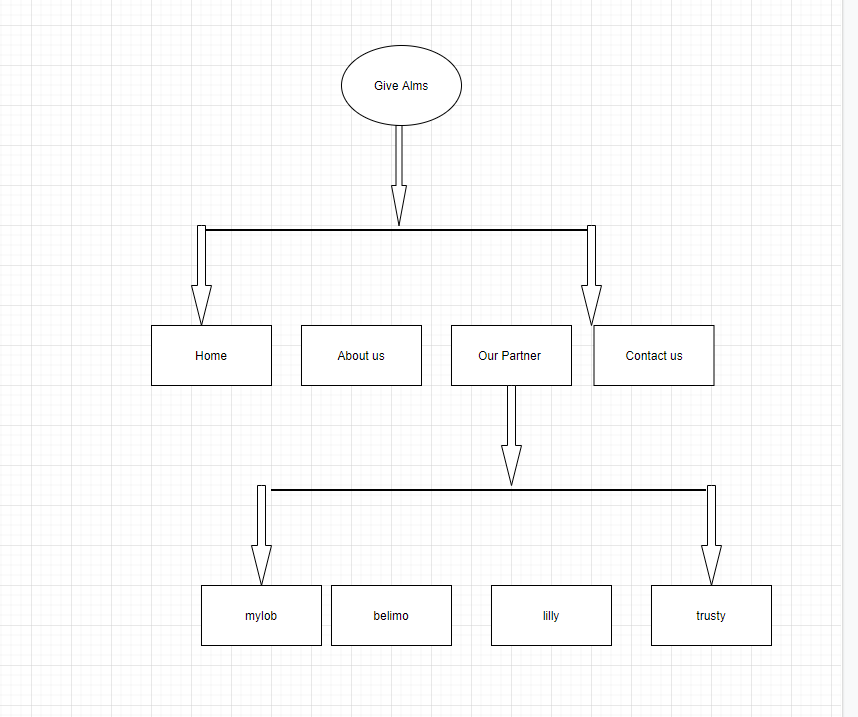 Give Alms
Home
About us
Our Partner
Contact us
mylob
belimo
lilly
trusty